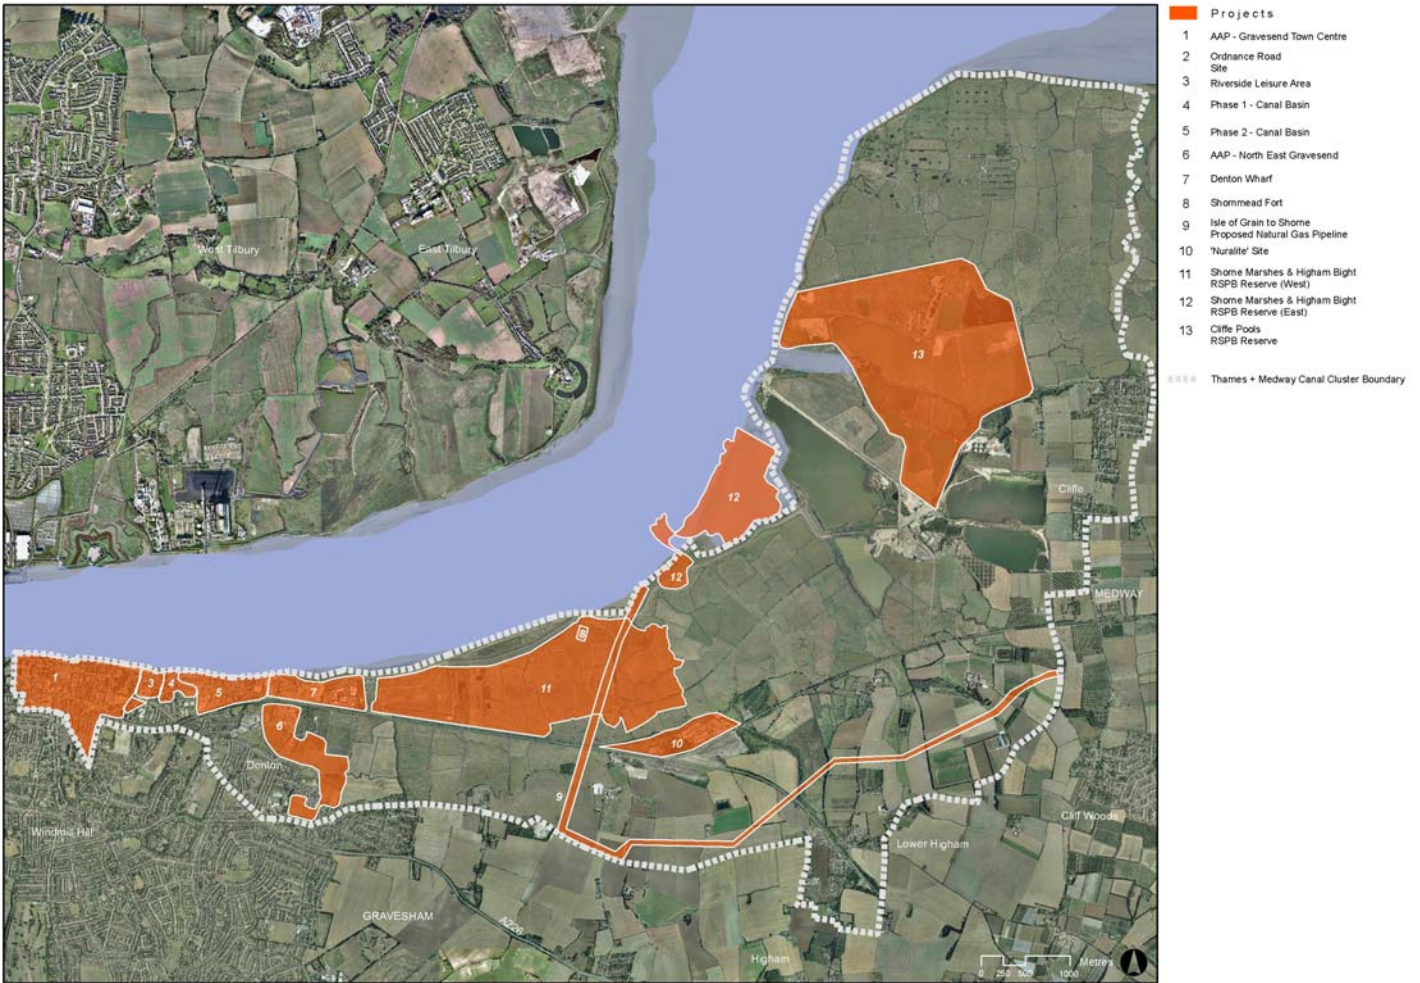 Projects
1 AAP - Gravesend Town Centre
2 Ordnance Road
Site
3 Riverside Leisure Area
4 Phase 1 - Canal Basin
5 Phase 2 - Canal Basin
6 AAP - North East Gravesend
7 Denton Wharf
8 Shornmead Fort
9 Isle of Grain to Shorne
Proposed Natural Gas Pipeline
10 'Nuralite' Site
11 Shorne Marshes & Higham Bight
RSPB Reserve (West)
12 Shorne Marshes & Higham Bight
RSPB Reserve (East)
13 Cliffe Pools
RSPB Reserve
Thames + Medway Canal Cluster Boundary
West Tilbury
East Tilbury
13
12
Cliffe
12
MEDWAY
8
1
3
4
5
7
11
6
10
Denton
9
Windmill Hill
Cliff Woods
Lower Higham
GRAVESHAM
A226
Higham
Metres
0 250 500 1000